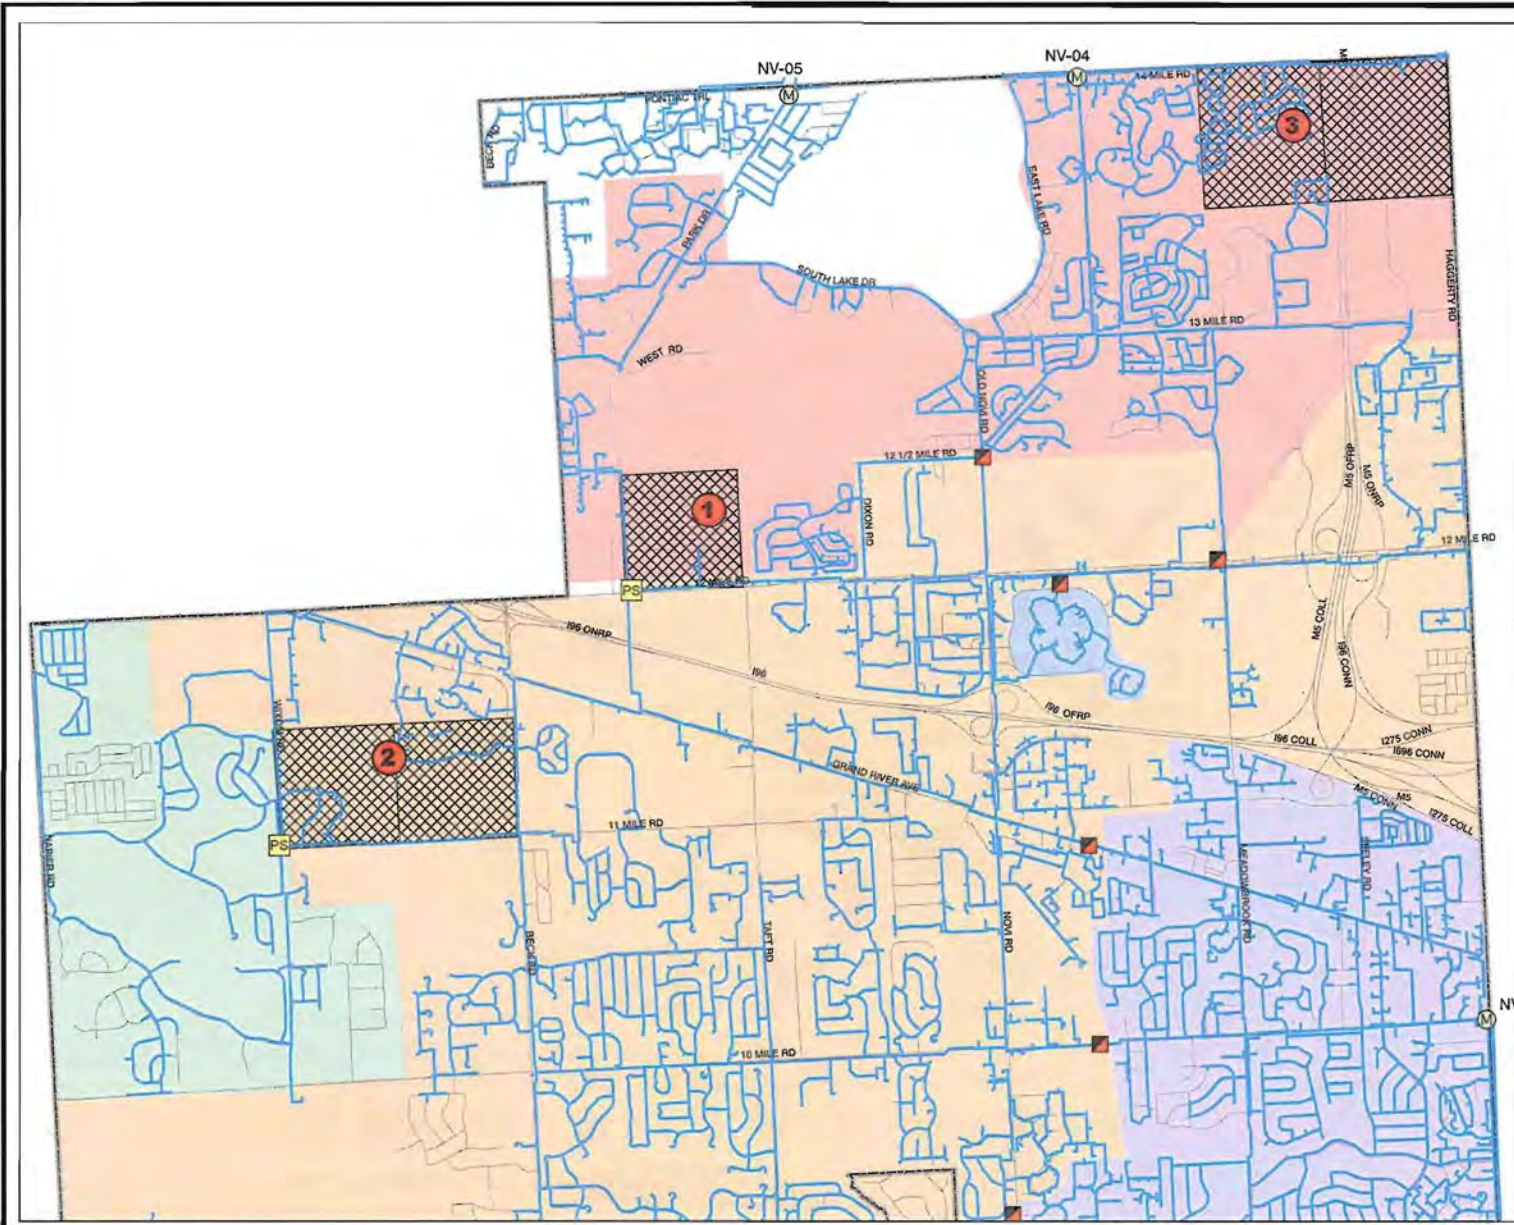 NV-05
NV-04
M5
14 MILE RD
PONTIAC TRL
3
BECK RD
EAST LAKE RD
PARK DR
SOUTH LAKE DR
HAGGERTY RD
13 MILE RD
WEST RD
OLD NOVI RD
12 1/2 MILE RD
M5 OFRP
M5 ONRP
1
DIXON RD
12 MILE RD
12 MILE RD
PS
I96 ONRP
M5 COLL
I96 CONN
I96
I96 OFRP
I96 COLL
I275 CONN
I696 CONN
2
GRAND RIVER AVE
M5 CONN
M5
I275 COLL
11 MILE RD
PS
NAPIER RD
MEADOWBROOK RD
BECK RD
TAFT RD
NOVI RD
10 MILE RD
M
M
M
NV